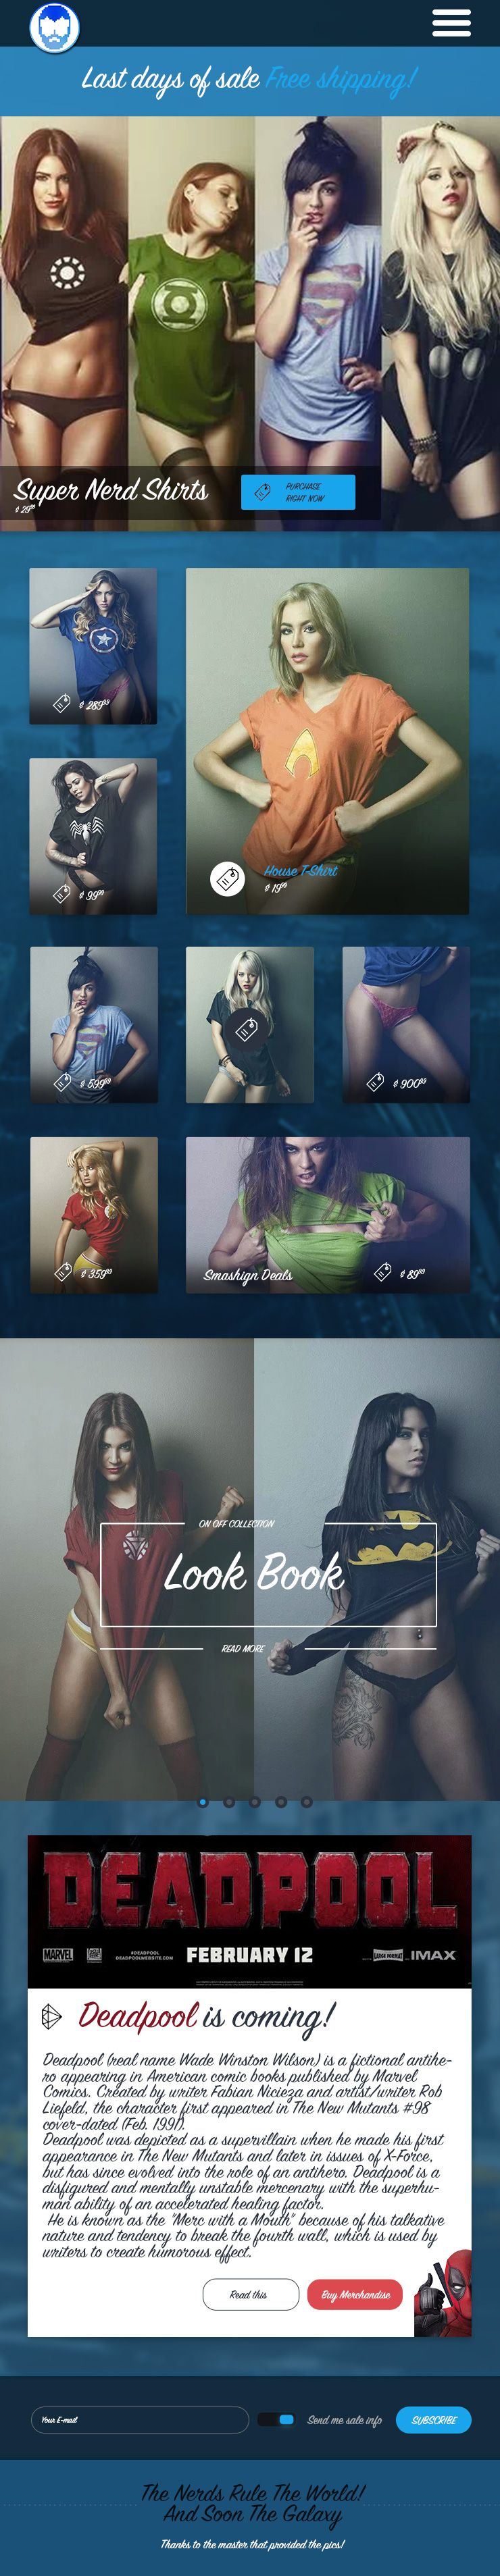 Last days of sale Free shipping!
Super Nerd Shirts
$ 29⁹⁹
PURCHASE
RIGHT NOW
$ 289⁹⁹
$ 99⁹⁹
House T-Shirt
$ 19⁹⁹
$ 599⁹⁹
$ 900⁹⁹
$ 359⁹⁹
Smashign Deals
$ 89⁹⁹
ON OFF COLLECTION
Look Book
READ MORE
DEADPOOL
MARVEL
#DEADPOOL
DEADPOOLMOVIE.COM
FEBRUARY 12
LARGE FORMAT
IMAX
Deadpool is coming!
Deadpool (real name Wade Winston Wilson) is a fictional antihe-
ro appearing in American comic books published by Marvel
Comics. Created by writer Fabian Nicieza and artist/writer Rob
Liefeld, the character first appeared in The New Mutants #98
cover-dated (Feb. 1991).
Deadpool was depicted as a supervillain when he made his first
appearance in The New Mutants and later in issues of X-Force,
but has since evolved into the role of an antihero. Deadpool is a
disfigured and mentally unstable mercenary with the superhu-
man ability of an accelerated healing factor.
He is known as the "Merc with a Mouth" because of his talkative
nature and tendency to break the fourth wall, which is used by
writers to create humorous effect.
Read this
Buy Merchandise
Your E-mail
Send me sale info
SUBSCRIBE
The Nerds Rule The World!
And Soon The Galaxy
Thanks to the master that provided the pics!